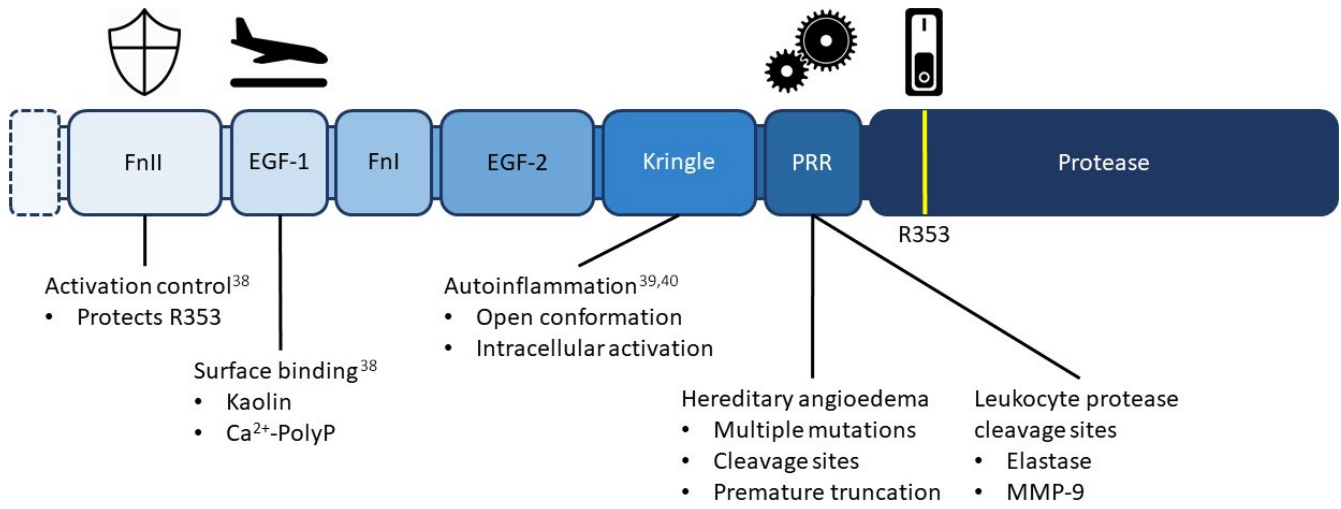 FnII
EGF-1
FnI
EGF-2
Kringle
PRR
Protease
R353
Activation control³⁸
• Protects R353
Surface binding³⁸
• Kaolin
• Ca²⁺-PolyP
Autoinflammation³⁹,⁴⁰
• Open conformation
• Intracellular activation
Hereditary angioedema
• Multiple mutations
• Cleavage sites
• Premature truncation
Leukocyte protease
cleavage sites
• Elastase
• MMP-9